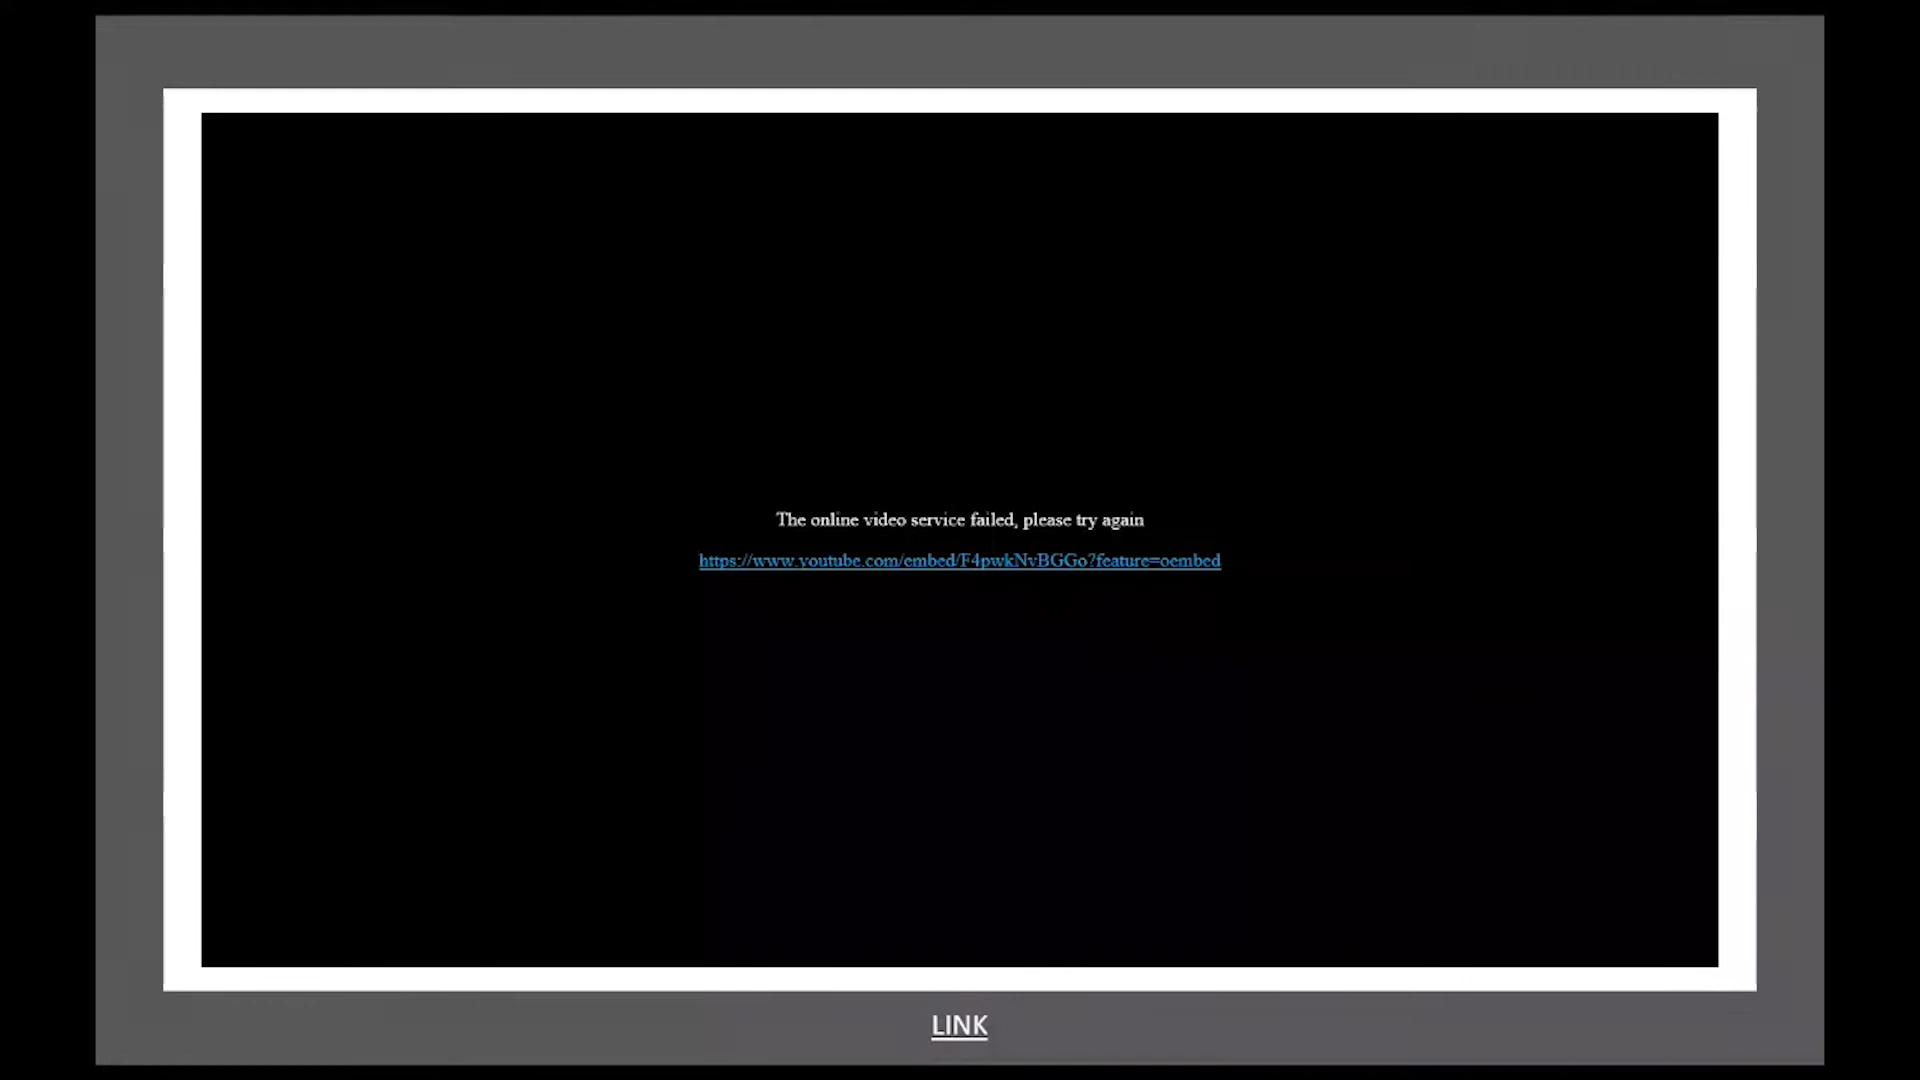 The online video service failed, please try again
https://www.youtube.com/embed/F4pwkNvBGGo?feature=oembed
LINK